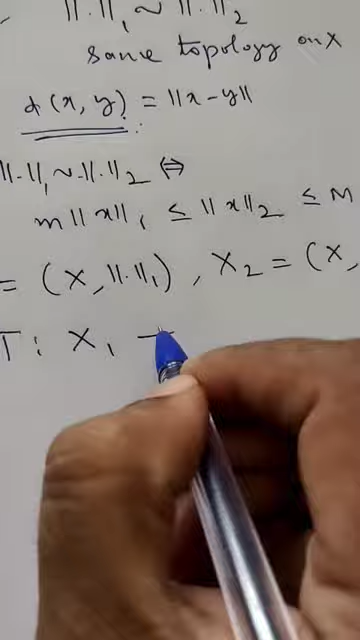 ||.||₁ ~ ||.||₂
same topology on X
d(x, y) = ||x-y||
||.||₁ ~ ||.||₂ ⇔
m||x||₁ ≤ ||x||₂ ≤ M
= (X, ||.||₁), X₂ = (X,
T : X₁ –